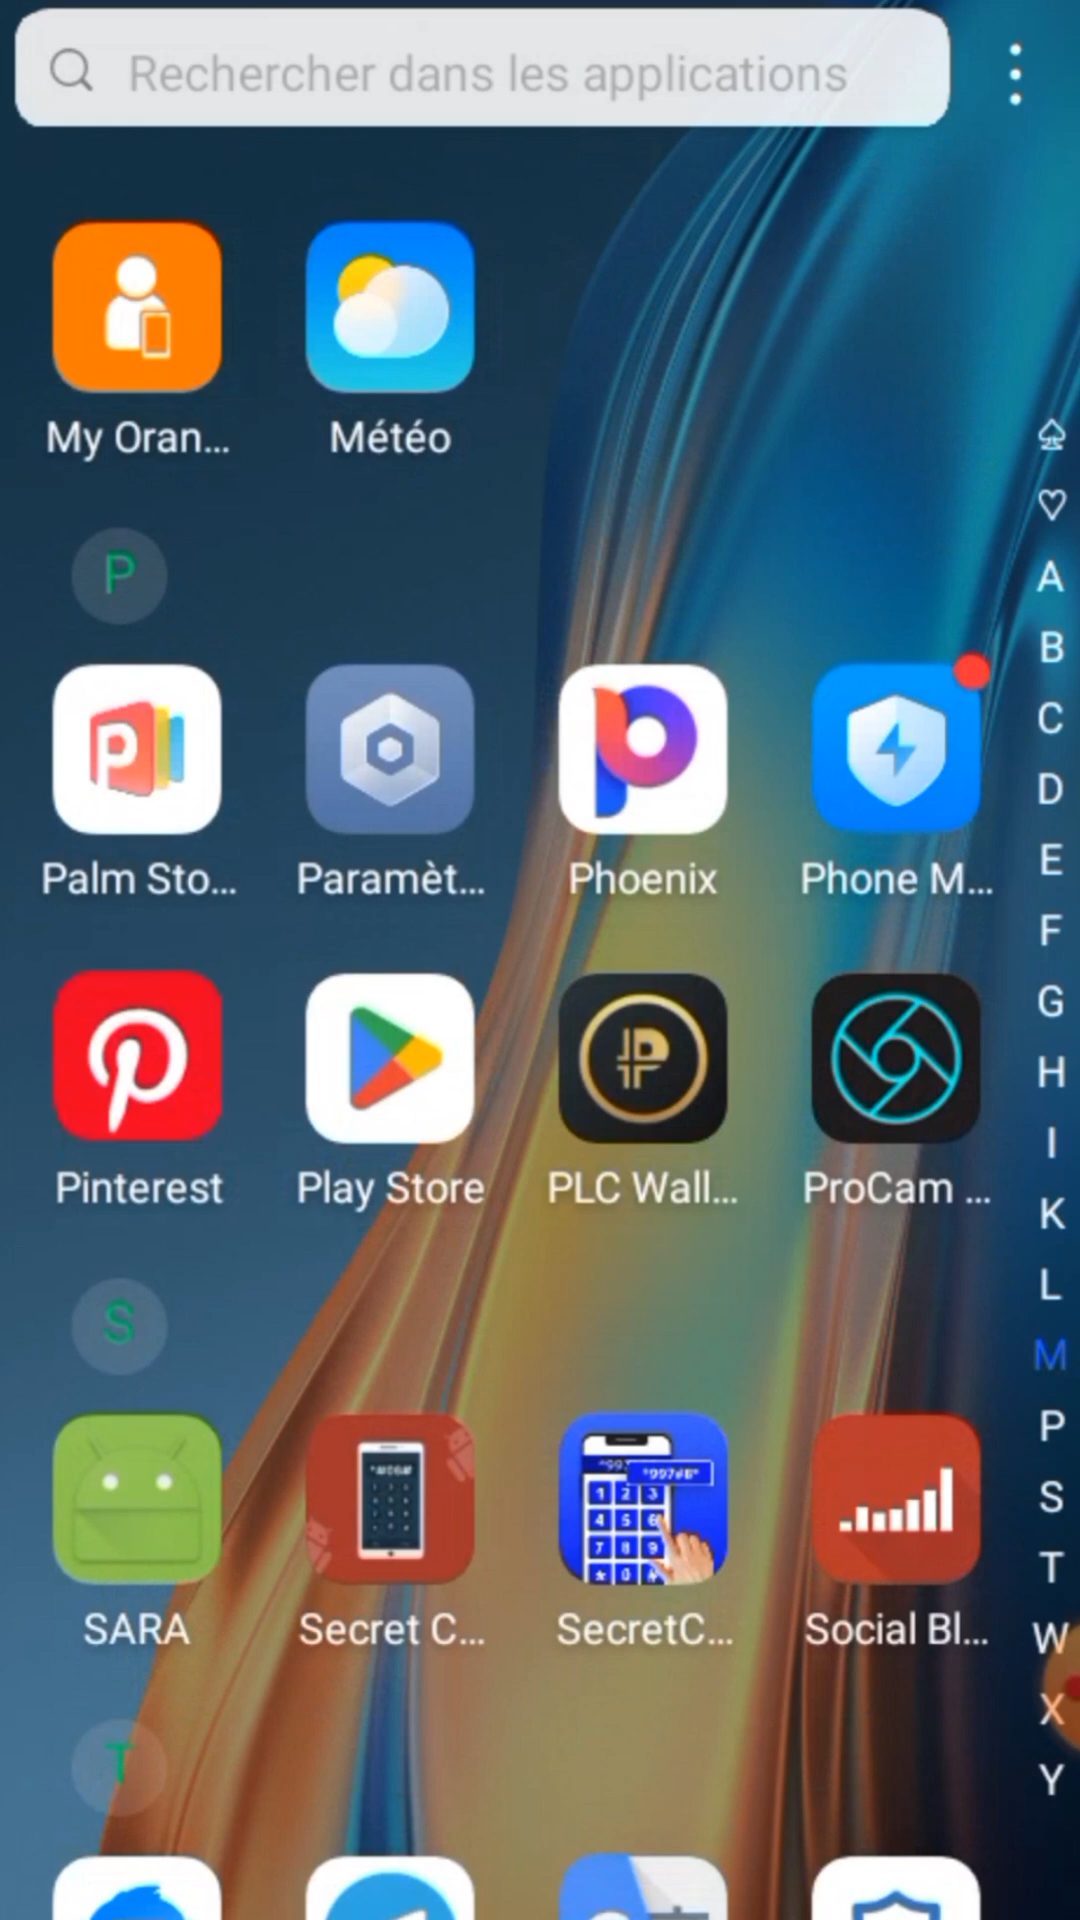 Rechercher dans les applications
My Oran...
Météo
P
Palm Sto...
Paramèt...
Phoenix
Phone M...
Pinterest
Play Store
PLC Wall...
ProCam ...
S
SARA
Secret C...
SecretC...
Social Bl...
T
A
B
C
D
E
F
G
H
I
K
L
M
P
S
T
W
X
Y